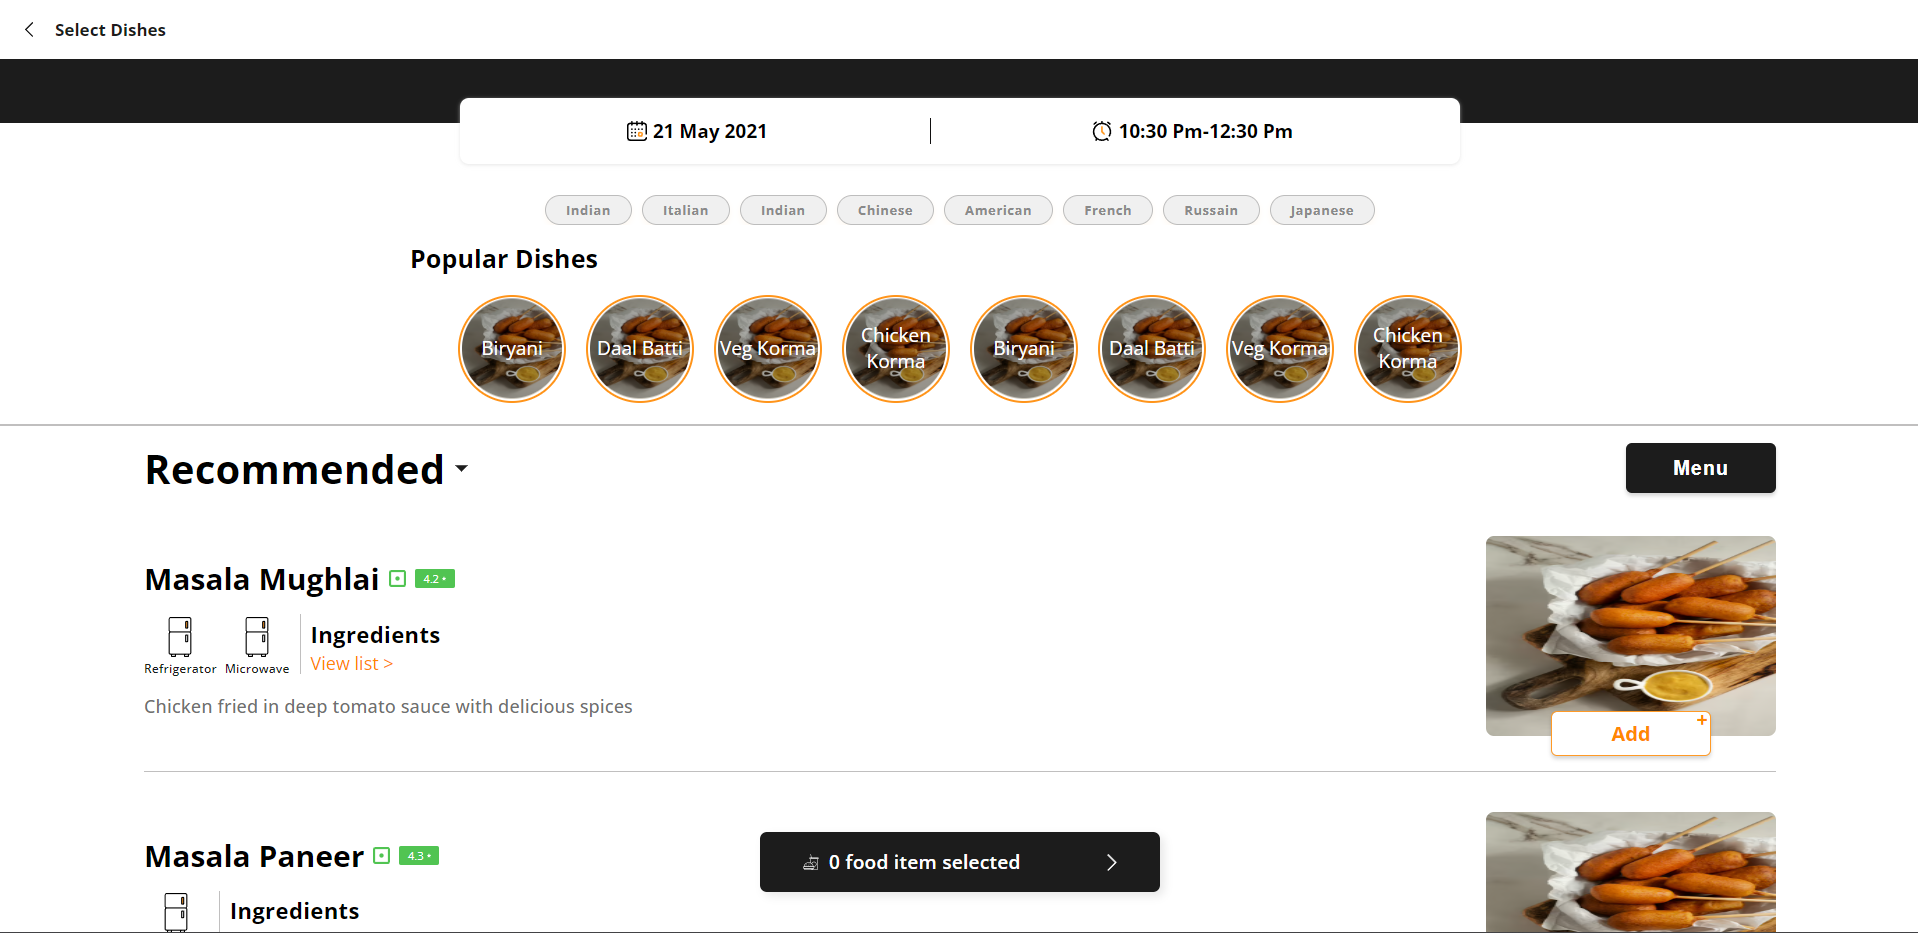 Select Dishes
21 May 2021
10:30 Pm-12:30 Pm
Indian Italian Indian Chinese American French Russain Japanese
Popular Dishes
Biryani
Daal Batti
Veg Korma
Chicken
Korma
Biryani
Daal Batti
Veg Korma
Chicken
Korma
Recommended
Menu
Masala Mughlai 4.2
Refrigerator
Microwave
Ingredients
View list >
Chicken fried in deep tomato sauce with delicious spices
Add +
Masala Paneer 4.3
Ingredients
0 food item selected